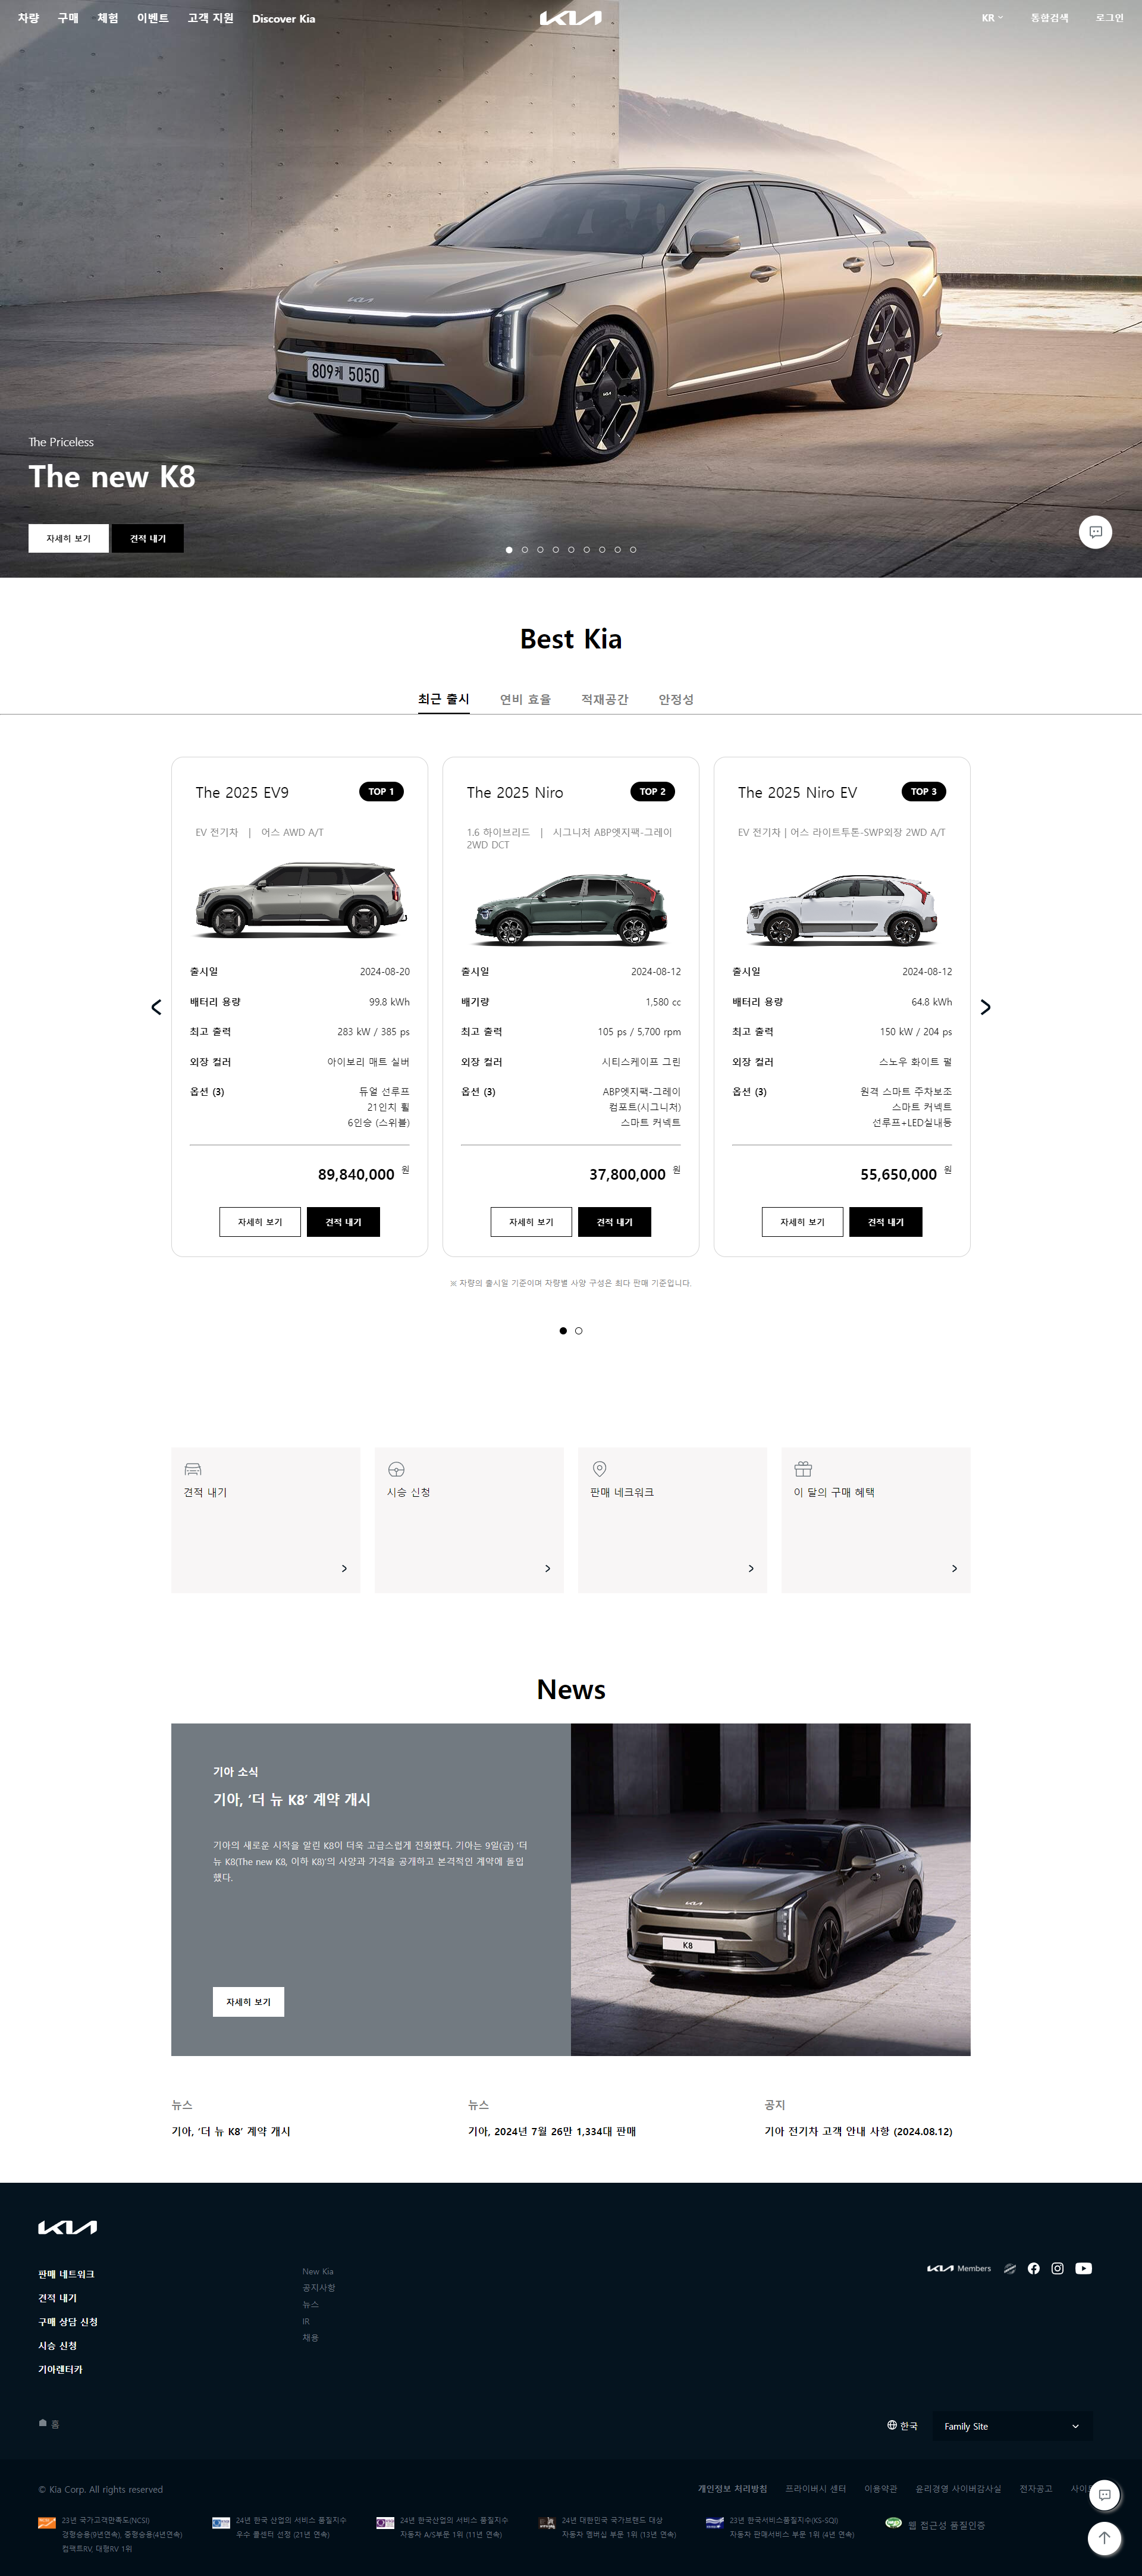 차량 구매 체험 이벤트 고객 지원 Discover Kia
KIA
KR 통합검색 로그인
809케 5050
The Priceless
The new K8
자세히 보기 견적 내기
Best Kia
최근 출시 연비 효율 적재공간 안정성
The 2025 EV9 TOP 1
EV 전기차 | 어스 AWD A/T
출시일 2024-08-20
배터리 용량 99.8 kWh
최고 출력 283 kW / 385 ps
외장 컬러 아이보리 매트 실버
옵션 (3) 듀얼 선루프
21인치 휠
6인승 (스위블)
89,840,000 원
자세히 보기 견적 내기
The 2025 Niro TOP 2
1.6 하이브리드 | 시그니처 ABP엣지팩-그레이
2WD DCT
출시일 2024-08-12
배기량 1,580 cc
최고 출력 105 ps / 5,700 rpm
외장 컬러 시티스케이프 그린
옵션 (3) ABP엣지팩-그레이
컴포트(시그니처)
스마트 커넥트
37,800,000 원
자세히 보기 견적 내기
The 2025 Niro EV TOP 3
EV 전기차 | 어스 라이트투톤-SWP외장 2WD A/T
출시일 2024-08-12
배터리 용량 64.8 kWh
최고 출력 150 kW / 204 ps
외장 컬러 스노우 화이트 펄
옵션 (3) 원격 스마트 주차보조
스마트 커넥트
선루프+LED실내등
55,650,000 원
자세히 보기 견적 내기
※ 차량의 출시일 기준이며 차량별 사양 구성은 최다 판매 기준입니다.
견적 내기
시승 신청
판매 네크워크
이 달의 구매 혜택
News
기아 소식
기아, ‘더 뉴 K8’ 계약 개시
기아의 새로운 시작을 알린 K8이 더욱 고급스럽게 진화했다. 기아는 9일(금) ‘더
뉴 K8(The new K8, 이하 K8)’의 사양과 가격을 공개하고 본격적인 계약에 돌입
했다.
자세히 보기
K8
뉴스
기아, ‘더 뉴 K8’ 계약 개시
뉴스
기아, 2024년 7월 26만 1,334대 판매
공지
기아 전기차 고객 안내 사항 (2024.08.12)
KIA
판매 네트워크
견적 내기
구매 상담 신청
시승 신청
기아렌터카
New Kia
공지사항
뉴스
IR
채용
KIA Members
홈
한국 Family Site
© Kia Corp. All rights reserved
개인정보 처리방침 프라이버시 센터 이용약관 윤리경영 사이버감사실 전자공고
23년 국가고객만족도(NCSI)
경형승용(9년연속), 중형승용(4년연속)
컴팩트RV, 대형RV 1위
24년 한국 산업의 서비스 품질지수
우수 콜센터 선정 (21년 연속)
24년 한국산업의 서비스 품질지수
자동차 A/S부문 1위 (11년 연속)
24년 대한민국 국가브랜드 대상
자동차 멤버십 부문 1위 (13년 연속)
23년 한국서비스품질지수(KS-SQI)
자동차 판매서비스 부문 1위 (4년 연속)
웹 접근성 품질인증